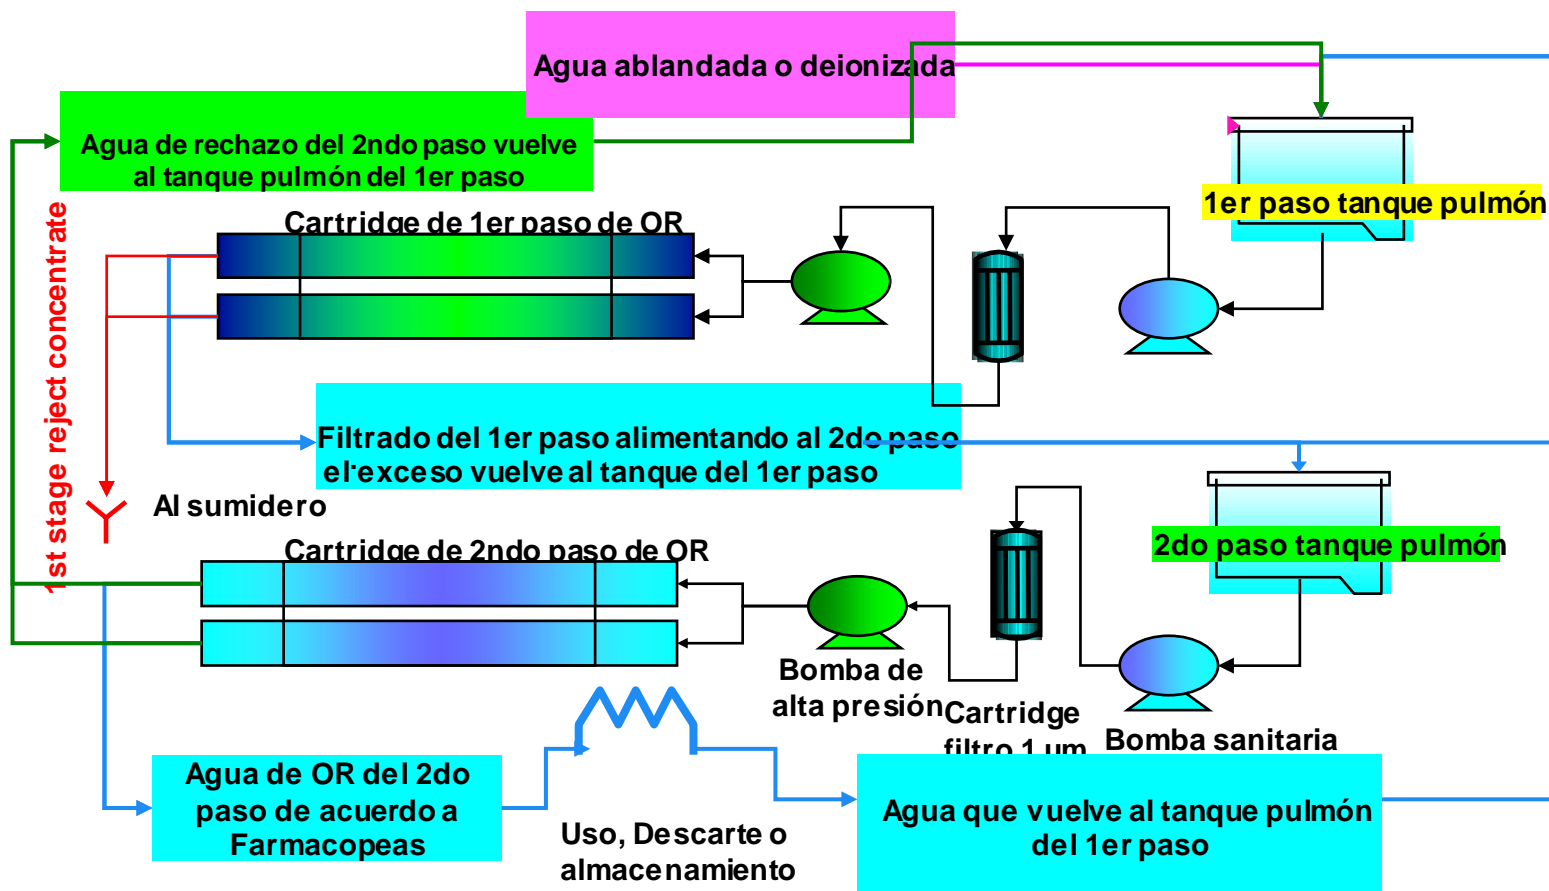 Agua ablandada o deionizada
Agua de rechazo del 2ndo paso vuelve
al tanque pulmón del 1er paso
1er paso tanque pulmón
Cartridge de 1er paso de OR
1st stage reject concentrate
Filtrado del 1er paso alimentando al 2do paso
el exceso vuelve al tanque del 1er paso
Al sumidero
2do paso tanque pulmón
Cartridge de 2ndo paso de OR
Bomba de
alta presión
Cartridge
filtro 1 um
Bomba sanitaria
Agua de OR del 2do
paso de acuerdo a
Farmacopeas
Uso, Descarte o
almacenamiento
Agua que vuelve al tanque pulmón
del 1er paso